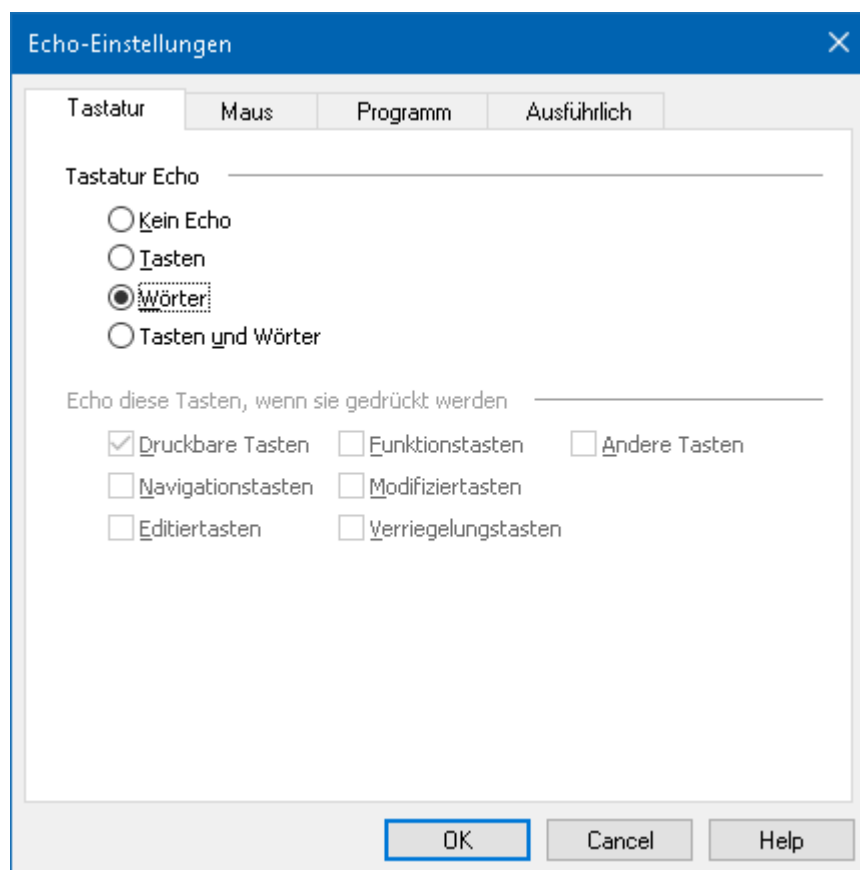 Echo-Einstellungen
Tastatur Maus Programm Ausführlich
Tastatur Echo
Kein Echo
Tasten
Wörter
Tasten und Wörter
Echo diese Tasten, wenn sie gedrückt werden
Druckbare Tasten Funktionstasten Andere Tasten
Navigationstasten Modifiziertasten
Editiertasten Verriegelungstasten
OK Cancel Help